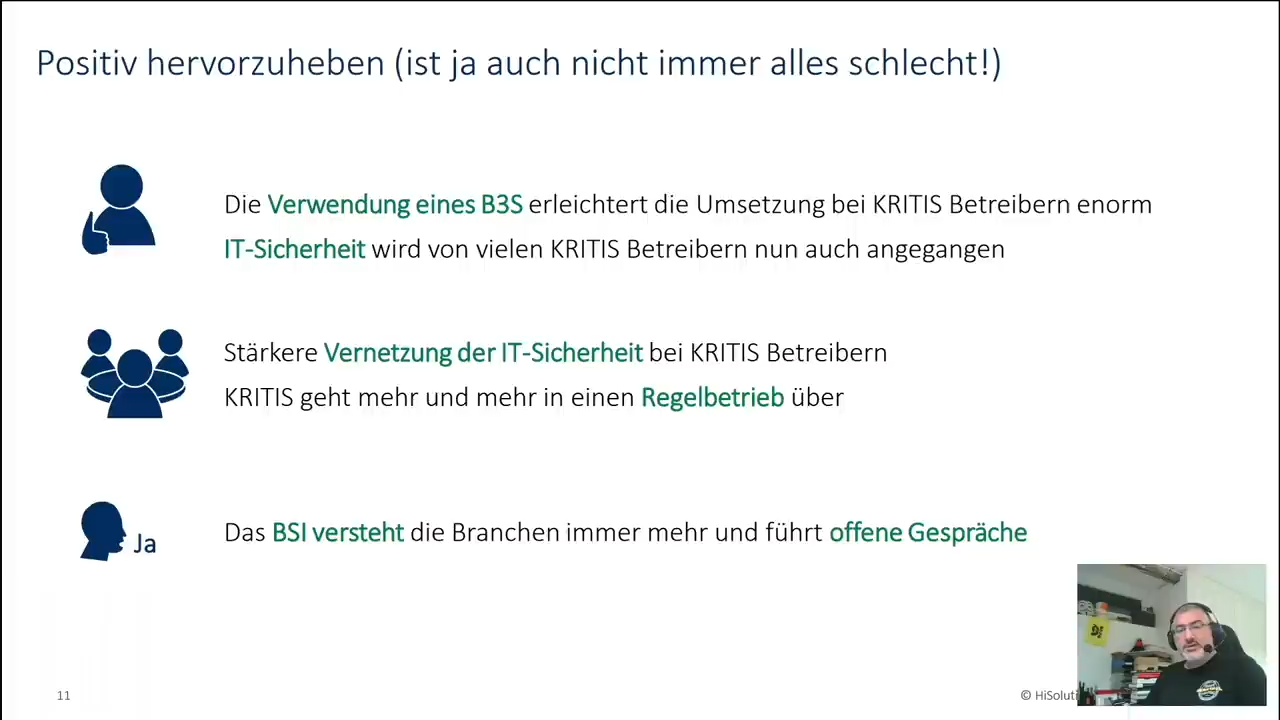 Positiv hervorzuheben (ist ja auch nicht immer alles schlecht!)
Die Verwendung eines B3S erleichtert die Umsetzung bei KRITIS Betreibern enorm
IT-Sicherheit wird von vielen KRITIS Betreibern nun auch angegangen
Stärkere Vernetzung der IT-Sicherheit bei KRITIS Betreibern
KRITIS geht mehr und mehr in einen Regelbetrieb über
Ja
Das BSI versteht die Branchen immer mehr und führt offene Gespräche
11
©